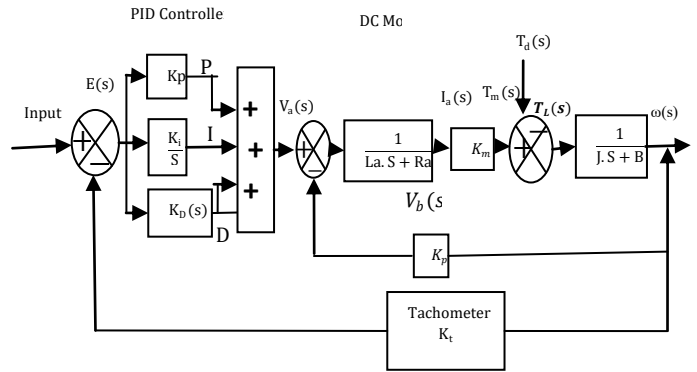 PID Controlle
DC Mo
T_d(s)
E(s)
Kp
P
V_a(s)
I_a(s)
T_m(s)
T_L(s)
ω(s)
Input
+
−
K_i
S
I
+
+
+
+
−
1
La. S + Ra
K_m
+
−
1
J. S + B
K_D(s)
D
V_b(s
K_p
Tachometer
K_t